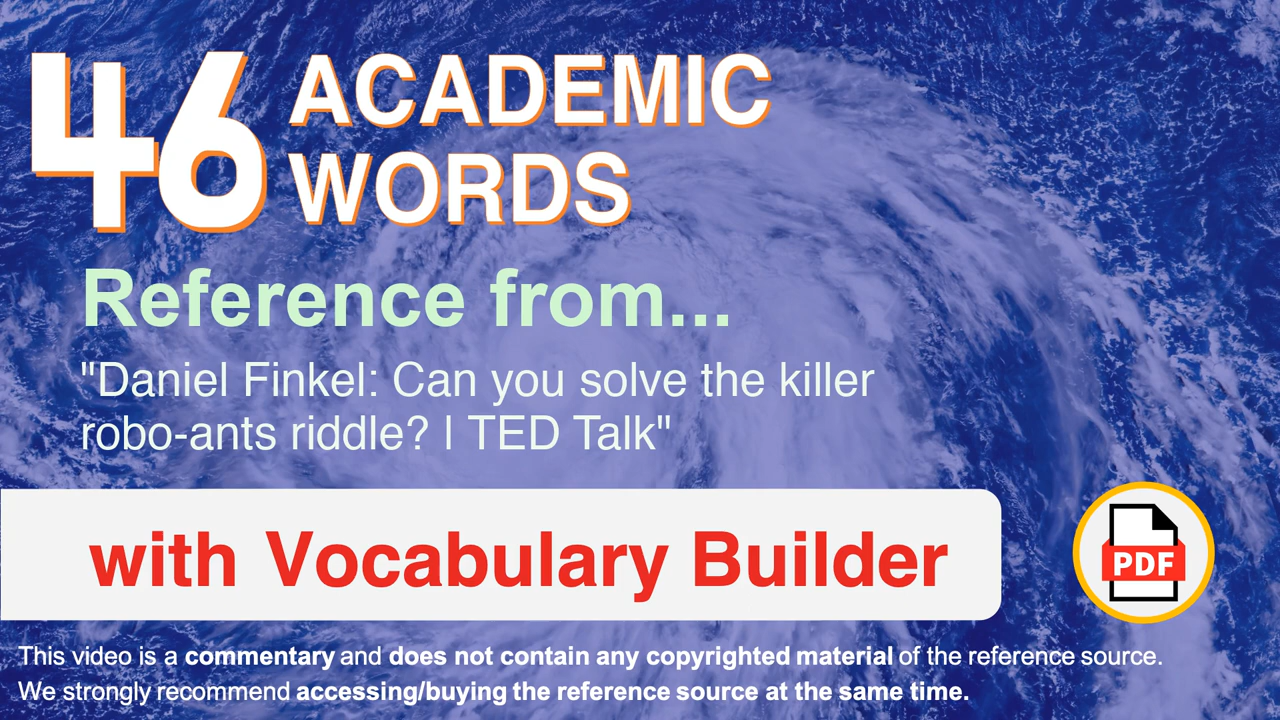 46 ACADEMIC
WORDS
Reference from...
"Daniel Finkel: Can you solve the killer
robo-ants riddle? | TED Talk"
with Vocabulary Builder
PDF
This video is a commentary and does not contain any copyrighted material of the reference source.
We strongly recommend accessing/buying the reference source at the same time.